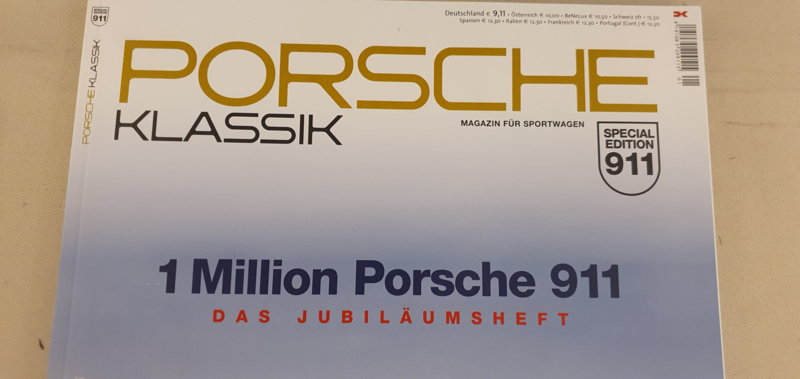 SPECIAL
EDITION
911
PORSCHE KLASSIK
Deutschland € 9,11 • Österreich € 10,00 • BeNeLux € 10,50 • Schweiz sfr • 15,50
Spanien € 12,30 • Italien € 12,30 • Frankreich € 12,30 • Portugal (Cont.) € 12,30
PORSCHE
KLASSIK
MAGAZIN FÜR SPORTWAGEN
SPECIAL
EDITION
911
1 Million Porsche 911
DAS JUBILÄUMSHEFT